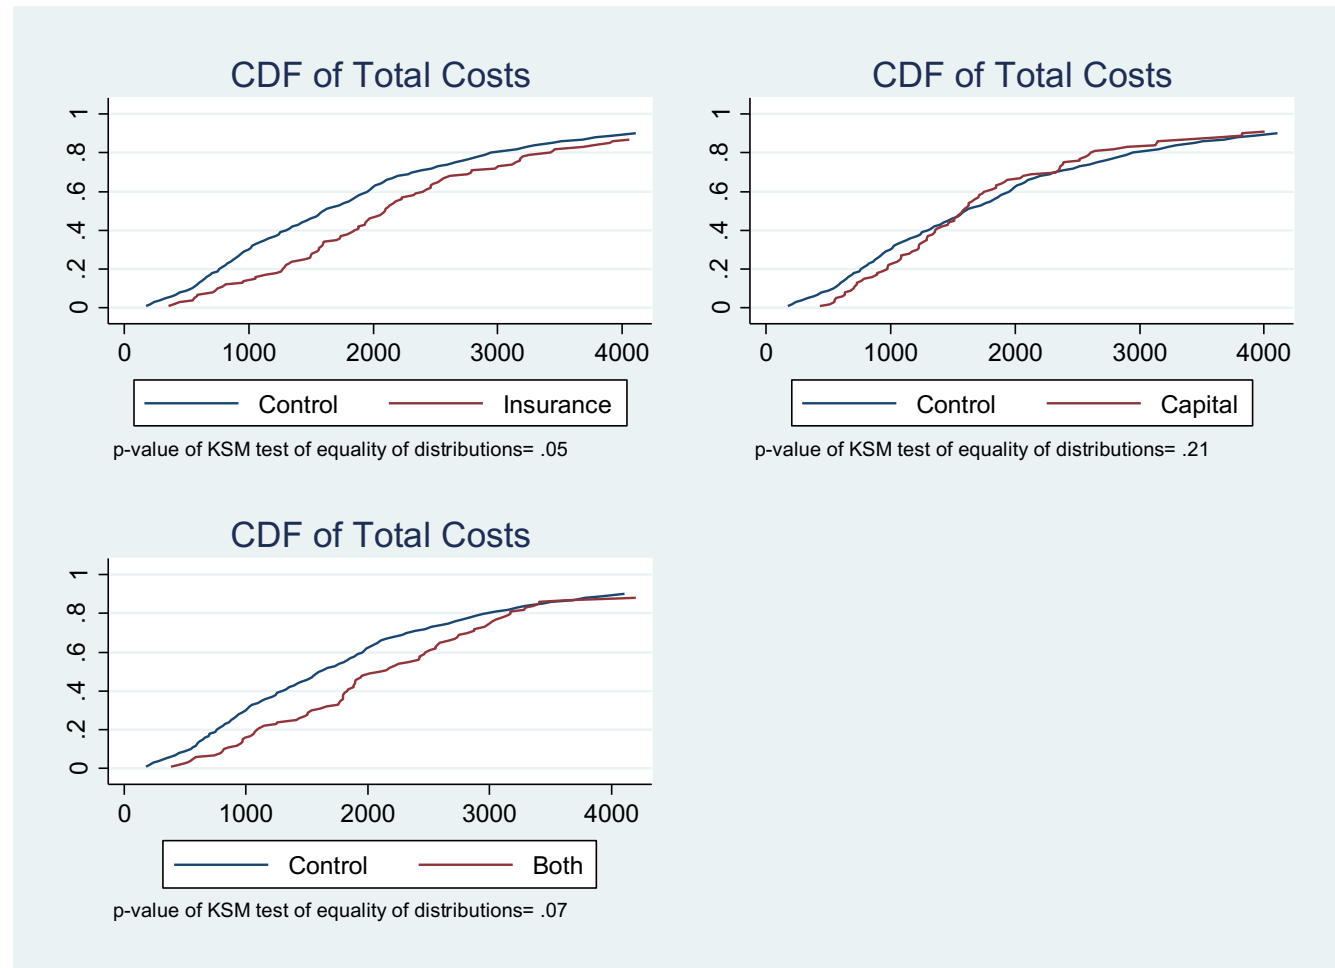 CDF of Total Costs
1
.8
.6
.4
.2
0
0 1000 2000 3000 4000
Control Insurance
p-value of KSM test of equality of distributions= .05
CDF of Total Costs
1
.8
.6
.4
.2
0
0 1000 2000 3000 4000
Control Capital
p-value of KSM test of equality of distributions= .21
CDF of Total Costs
1
.8
.6
.4
.2
0
0 1000 2000 3000 4000
Control Both
p-value of KSM test of equality of distributions= .07